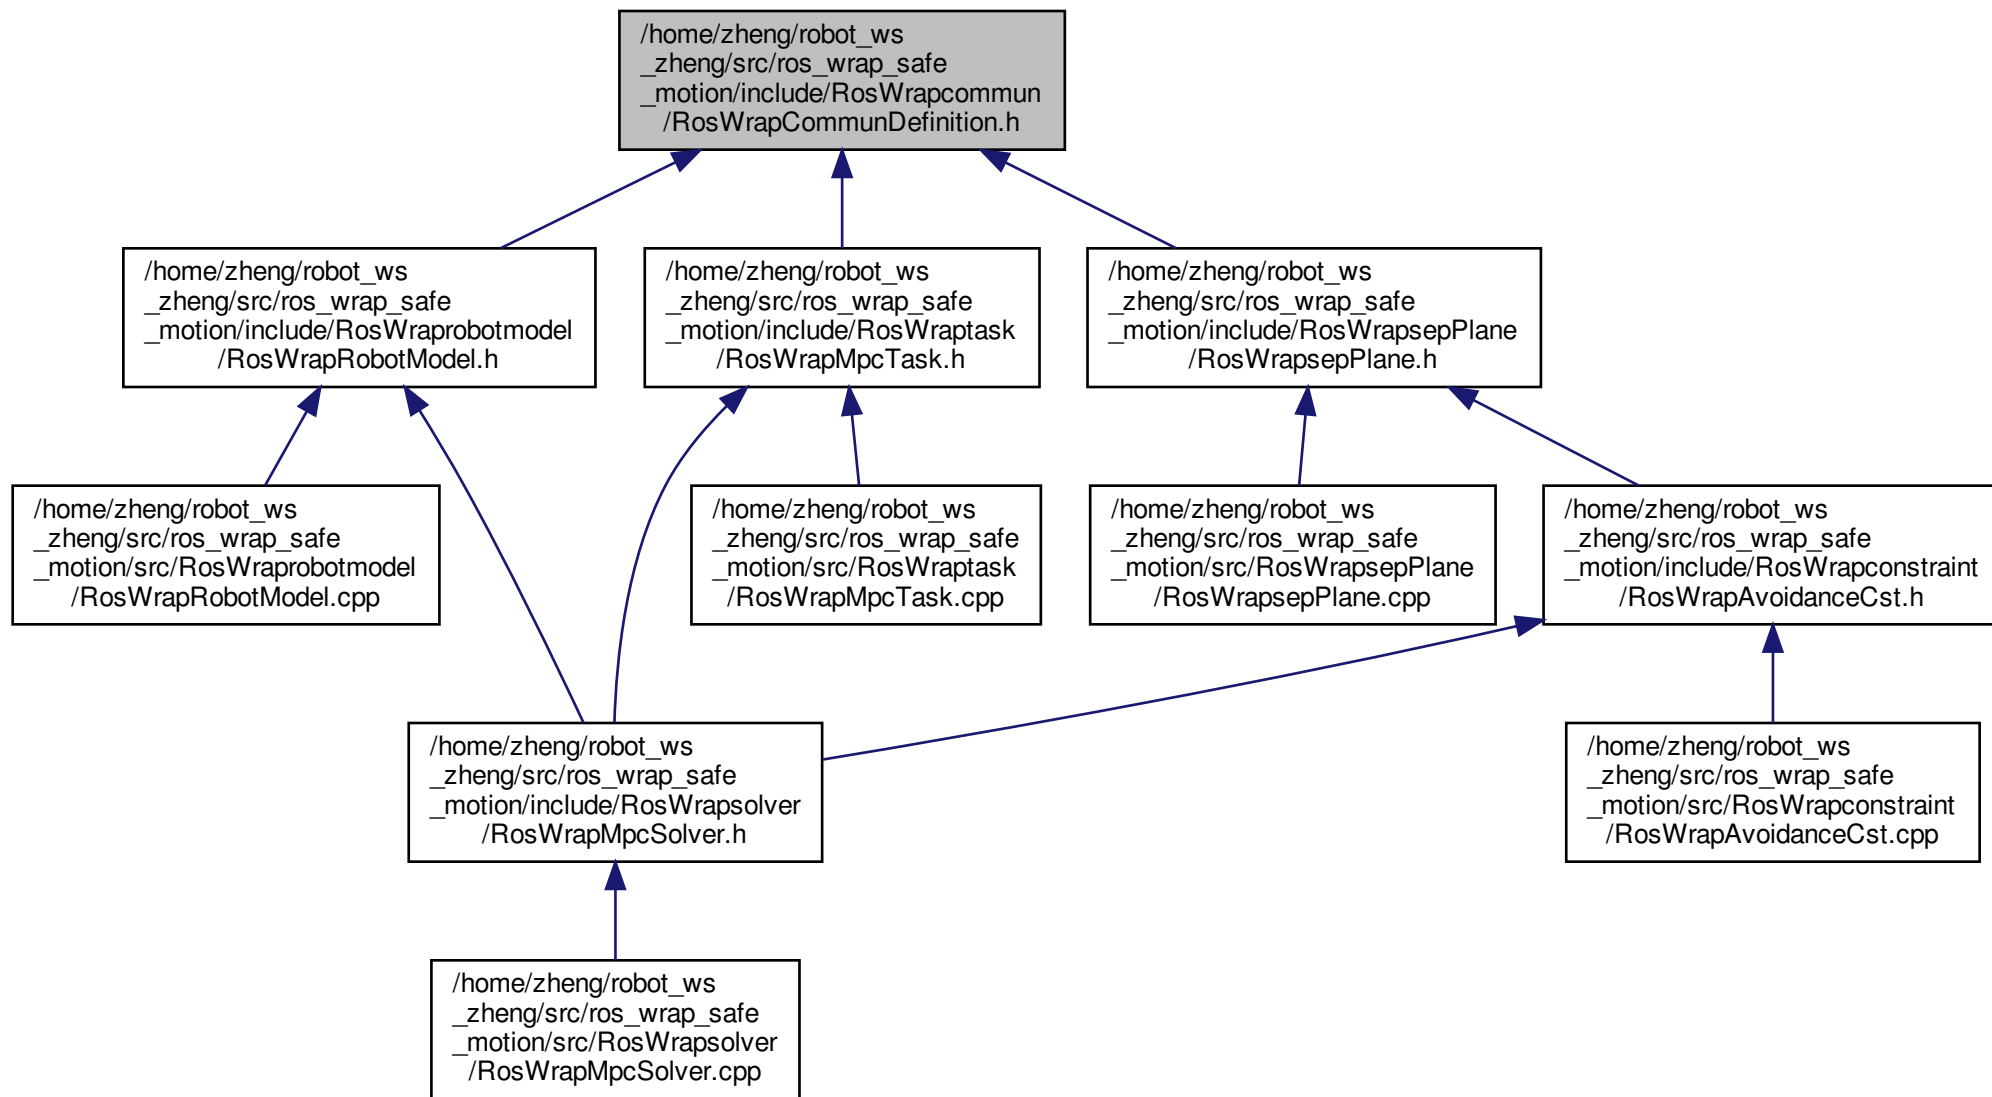 /home/zheng/robot_ws
_zheng/src/ros_wrap_safe
_motion/include/RosWrapcommun
/RosWrapCommunDefinition.h
/home/zheng/robot_ws
_zheng/src/ros_wrap_safe
_motion/include/RosWraprobotmodel
/RosWrapRobotModel.h
/home/zheng/robot_ws
_zheng/src/ros_wrap_safe
_motion/include/RosWraptask
/RosWrapMpcTask.h
/home/zheng/robot_ws
_zheng/src/ros_wrap_safe
_motion/include/RosWrapsepPlane
/RosWrapsepPlane.h
/home/zheng/robot_ws
_zheng/src/ros_wrap_safe
_motion/src/RosWraprobotmodel
/RosWrapRobotModel.cpp
/home/zheng/robot_ws
_zheng/src/ros_wrap_safe
_motion/src/RosWraptask
/RosWrapMpcTask.cpp
/home/zheng/robot_ws
_zheng/src/ros_wrap_safe
_motion/src/RosWrapsepPlane
/RosWrapsepPlane.cpp
/home/zheng/robot_ws
_zheng/src/ros_wrap_safe
_motion/include/RosWrapconstraint
/RosWrapAvoidanceCst.h
/home/zheng/robot_ws
_zheng/src/ros_wrap_safe
_motion/include/RosWrapsolver
/RosWrapMpcSolver.h
/home/zheng/robot_ws
_zheng/src/ros_wrap_safe
_motion/src/RosWrapconstraint
/RosWrapAvoidanceCst.cpp
/home/zheng/robot_ws
_zheng/src/ros_wrap_safe
_motion/src/RosWrapsolver
/RosWrapMpcSolver.cpp